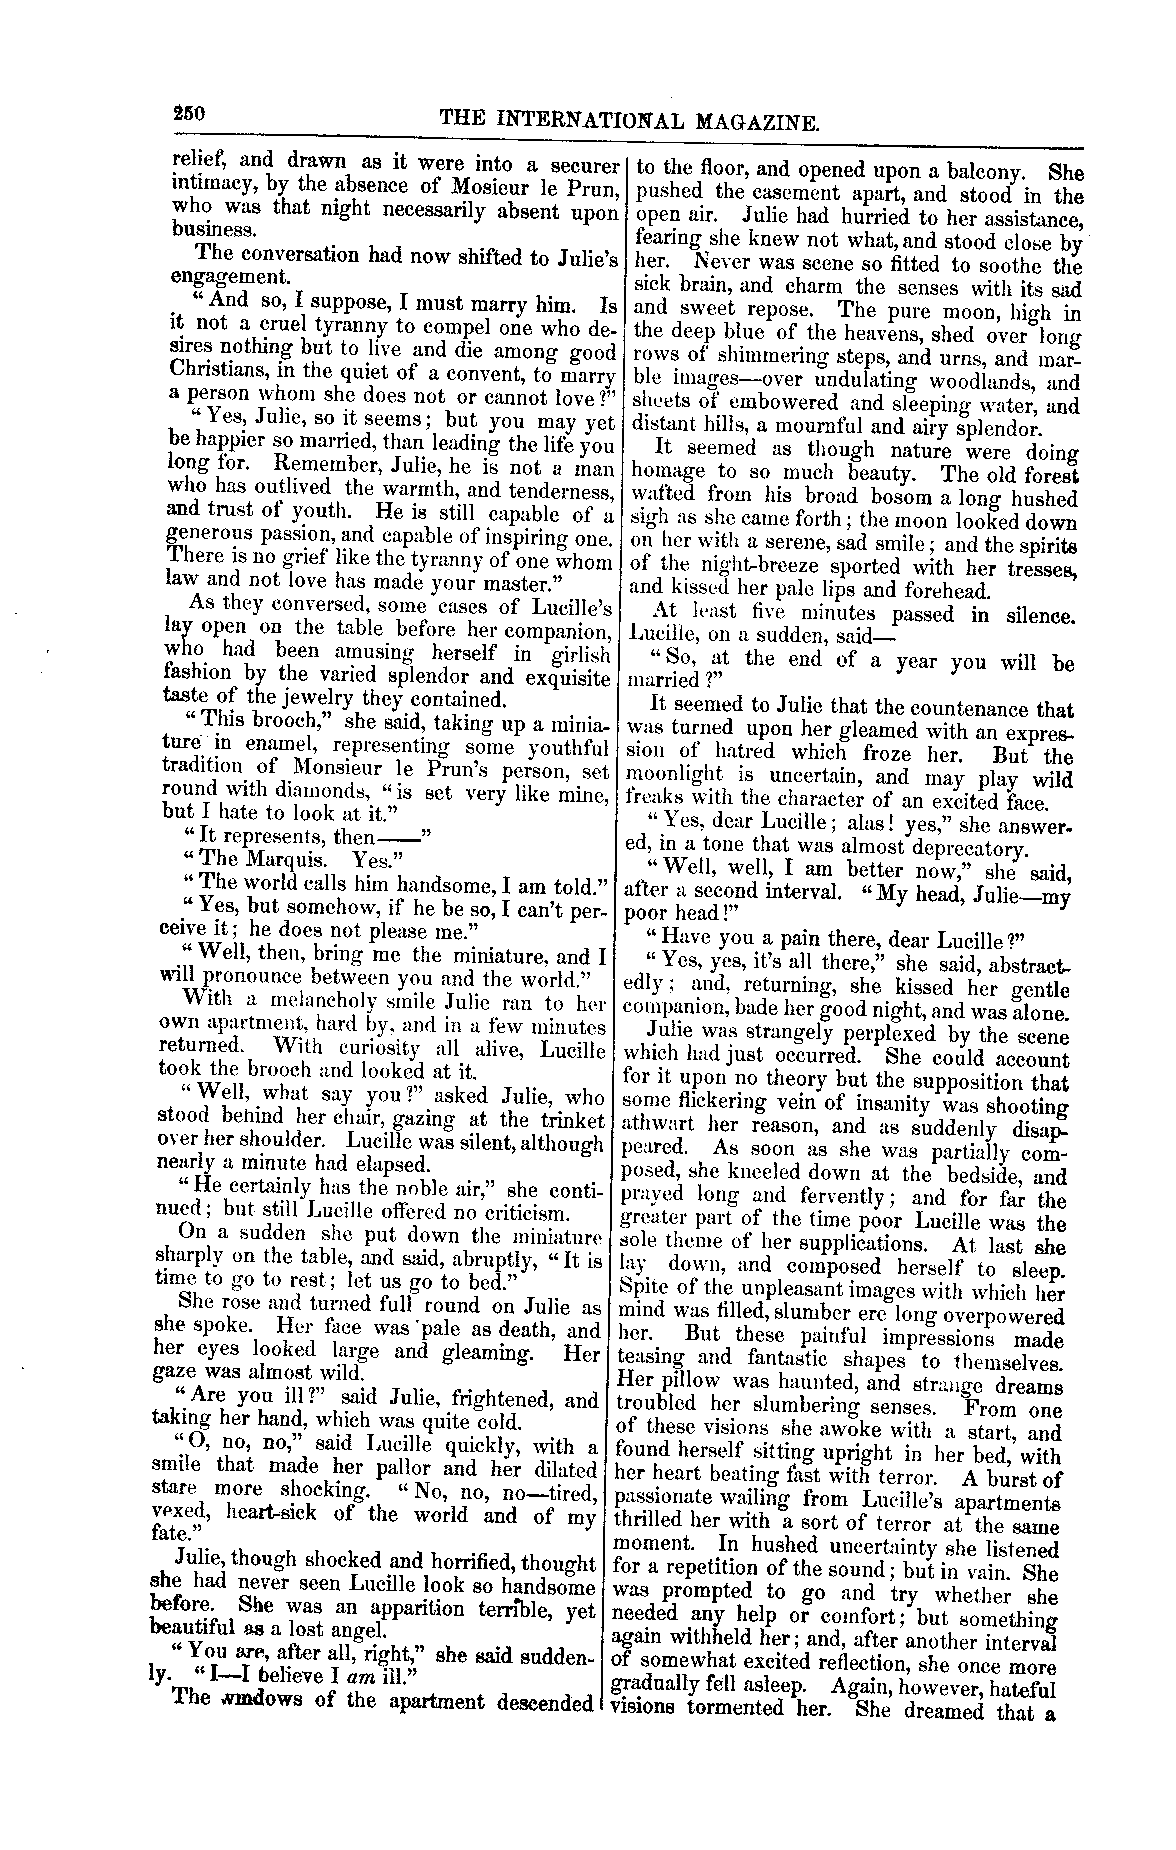 250
THE INTERNATIONAL MAGAZINE.
relief, and drawn as it were into a securer
intimacy, by the absence of Mosieur le Prun,
who was that night necessarily absent upon
business.
The conversation had now shifted to Julie's
engagement.
"And so, I suppose, I must marry him. Is
it not a cruel tyranny to compel one who de-
sires nothing but to live and die among good
Christians, in the quiet of a convent, to marry
a person whom she does not or cannot love?"
"Yes, Julie, so it seems; but you may yet
be happier so married, than leading the life you
long for. Remember, Julie, he is not a man
who has outlived the warmth, and tenderness,
and trust of youth. He is still capable of a
generous passion, and capable of inspiring one.
There is no grief like the tyranny of one whom
law and not love has made your master."
As they conversed, some cases of Lucille's
lay open on the table before her companion,
who had been amusing herself in girlish
fashion by the varied splendor and exquisite
taste of the jewelry they contained.
"This brooch," she said, taking up a minia-
ture in enamel, representing some youthful
tradition of Monsieur le Prun's person, set
round with diamonds, "is set very like mine,
but I hate to look at it."
"It represents, then——"
"The Marquis. Yes."
"The world calls him handsome, I am told."
"Yes, but somehow, if he be so, I can't per-
ceive it; he does not please me."
"Well, then, bring me the miniature, and I
will pronounce between you and the world."
With a melancholy smile Julie ran to her
own apartment, hard by, and in a few minutes
returned. With curiosity all alive, Lucille
took the brooch and looked at it.
"Well, what say you?" asked Julie, who
stood behind her chair, gazing at the trinket
over her shoulder. Lucille was silent, although
nearly a minute had elapsed.
"He certainly has the noble air," she conti-
nued; but still Lucille offered no criticism.
On a sudden she put down the miniature
sharply on the table, and said, abruptly, "It is
time to go to rest; let us go to bed."
She rose and turned full round on Julie as
she spoke. Her face was pale as death, and
her eyes looked large and gleaming. Her
gaze was almost wild.
"Are you ill?" said Julie, frightened, and
taking her hand, which was quite cold.
"O, no, no," said Lucille quickly, with a
smile that made her pallor and her dilated
stare more shocking. "No, no, no—tired,
vexed, heart-sick of the world and of my
fate."
Julie, though shocked and horrified, thought
she had never seen Lucille look so handsome
before. She was an apparition terrible, yet
beautiful as a lost angel.
"You are, after all, right," she said sudden-
ly. "I—I believe I am ill."
The windows of the apartment descended
to the floor, and opened upon a balcony. She
pushed the casement apart, and stood in the
open air. Julie had hurried to her assistance,
fearing she knew not what, and stood close by
her. Never was scene so fitted to soothe the
sick brain, and charm the senses with its sad
and sweet repose. The pure moon, high in
the deep blue of the heavens, shed over long
rows of shimmering steps, and urns, and mar-
ble images—over undulating woodlands, and
sheets of embowered and sleeping water, and
distant hills, a mournful and airy splendor.
It seemed as though nature were doing
homage to so much beauty. The old forest
wafted from his broad bosom a long hushed
sigh as she came forth; the moon looked down
on her with a serene, sad smile; and the spirits
of the night-breeze sported with her tresses,
and kissed her pale lips and forehead.
At least five minutes passed in silence.
Lucille, on a sudden, said—
"So, at the end of a year you will be
married?"
It seemed to Julie that the countenance that
was turned upon her gleamed with an expres-
sion of hatred which froze her. But the
moonlight is uncertain, and may play wild
freaks with the character of an excited face.
"Yes, dear Lucille; alas! yes," she answer-
ed, in a tone that was almost deprecatory.
"Well, well, I am better now," she said,
after a second interval. "My head, Julie—my
poor head!"
"Have you a pain there, dear Lucille?"
"Yes, yes, it's all there," she said, abstract-
edly; and, returning, she kissed her gentle
companion, bade her good night, and was alone.
Julie was strangely perplexed by the scene
which had just occurred. She could account
for it upon no theory but the supposition that
some flickering vein of insanity was shooting
athwart her reason, and as suddenly disap-
peared. As soon as she was partially com-
posed, she kneeled down at the bedside, and
prayed long and fervently; and for far the
greater part of the time poor Lucille was the
sole theme of her supplications. At last she
lay down, and composed herself to sleep.
Spite of the unpleasant images with which her
mind was filled, slumber ere long overpowered
her. But these painful impressions made
teasing and fantastic shapes to themselves.
Her pillow was haunted, and strange dreams
troubled her slumbering senses. From one
of these visions she awoke with a start, and
found herself sitting upright in her bed, with
her heart beating fast with terror. A burst of
passionate wailing from Lucille's apartments
thrilled her with a sort of terror at the same
moment. In hushed uncertainty she listened
for a repetition of the sound; but in vain. She
was prompted to go and try whether she
needed any help or comfort; but something
again withheld her; and, after another interval
of somewhat excited reflection, she once more
gradually fell asleep. Again, however, hateful
visions tormented her. She dreamed that a